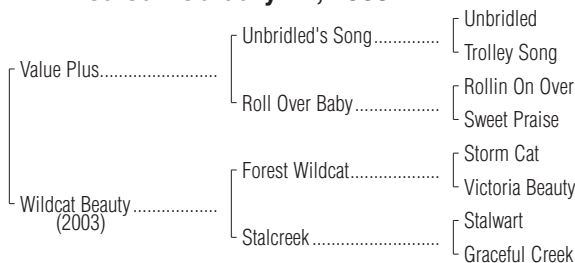 Unbridled
Unbridled's Song..............
Trolley Song
Value Plus.........................
Rollin On Over
Roll Over Baby..................
Sweet Praise
Storm Cat
Forest Wildcat...................
Victoria Beauty
Wildcat Beauty..................
(2003)
Stalwart
Stalcreek...........................
Graceful Creek